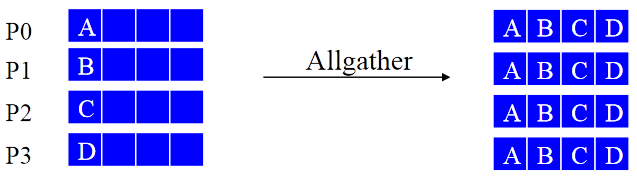 P0 A A B C D
Allgather
P1 B A B C D
P2 C A B C D
P3 D A B C D